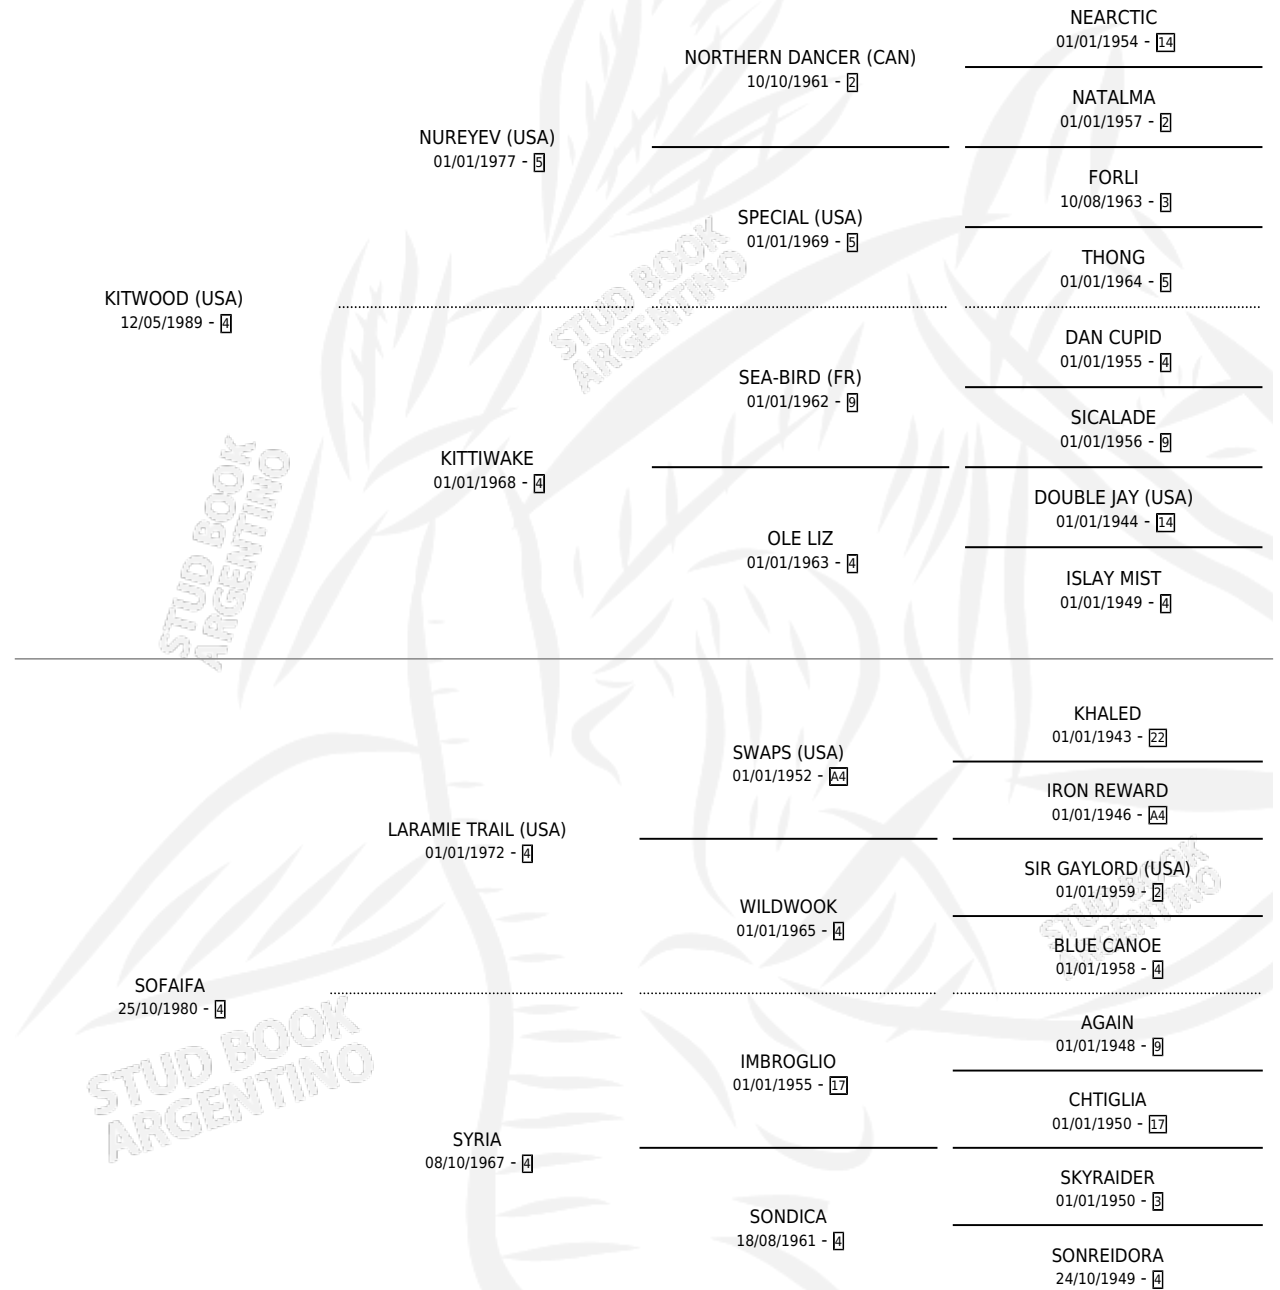 NEARCTIC
01/01/1954 - 14
NORTHERN DANCER (CAN)
10/10/1961 - 2
NATALMA
01/01/1957 - 2
NUREYEV (USA)
01/01/1977 - 5
FORLI
10/08/1963 - 3
SPECIAL (USA)
01/01/1969 - 5
THONG
01/01/1964 - 5
KITWOOD (USA)
12/05/1989 - 4
DAN CUPID
01/01/1955 - 4
SEA-BIRD (FR)
01/01/1962 - 9
SICALADE
01/01/1956 - 9
KITTIWAKE
01/01/1968 - 4
DOUBLE JAY (USA)
01/01/1944 - 14
OLE LIZ
01/01/1963 - 4
ISLAY MIST
01/01/1949 - 4
KHALED
01/01/1943 - 22
SWAPS (USA)
01/01/1952 - A4
IRON REWARD
01/01/1946 - A4
LARAMIE TRAIL (USA)
01/01/1972 - 4
SIR GAYLORD (USA)
01/01/1959 - 2
WILDWOOK
01/01/1965 - 4
BLUE CANOE
01/01/1958 - 4
SOFAIFA
25/10/1980 - 4
AGAIN
01/01/1948 - 9
IMBROGLIO
01/01/1955 - 17
CHTIGLIA
01/01/1950 - 17
SYRIA
08/10/1967 - 4
SKYRAIDER
01/01/1950 - 3
SONDICA
18/08/1961 - 4
SONREIDORA
24/10/1949 - 4
STUD BOOK
ARGENTINO
STUD BOOK
ARGENTINO
STUD BOOK
ARGENTINO
STUD BOOK
ARGENTINO